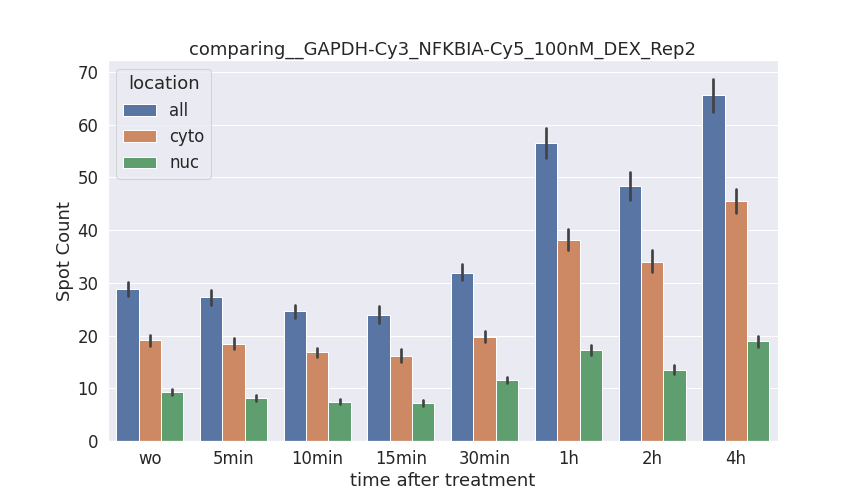 comparing__GAPDH-Cy3_NFKBIA-Cy5_100nM_DEX_Rep2
location
all
cyto
nuc
Spot Count
70
60
50
40
30
20
10
0
wo 5min 10min 15min 30min 1h 2h 4h
time after treatment